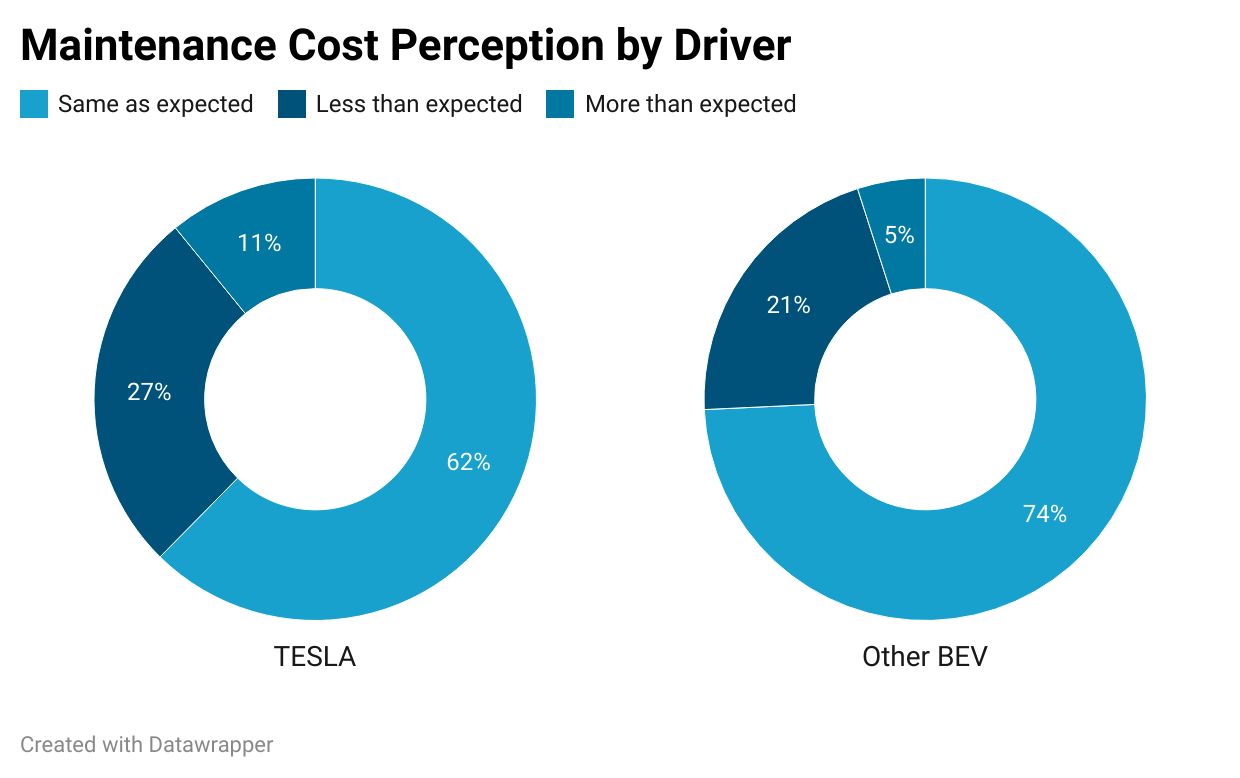 Maintenance Cost Perception by Driver
Same as expected Less than expected More than expected
11%
27%
62%
TESLA
5%
21%
74%
Other BEV
Created with Datawrapper